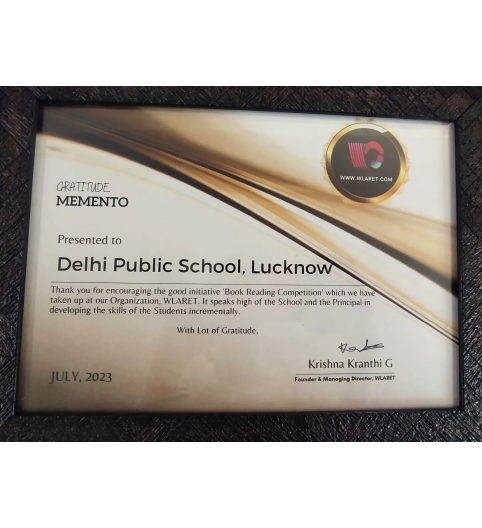 WWW.WLARET.COM
GRATITUDE
MEMENTO
Presented to
Delhi Public School, Lucknow
Thank you for encouraging the good initiative 'Book Reading Competition' which we have
taken up at our Organization, WLARET. It speaks high of the School and the Principal in
developing the skills of the Students incrementally.
With Lot of Gratitude,
Krishna Kranthi G
Founder & Managing Director, WLARET
JULY, 2023